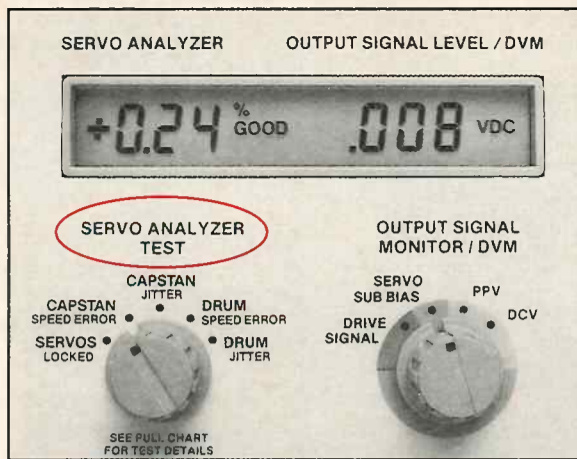 SERVO ANALYZER
OUTPUT SIGNAL LEVEL / DVM
+0.24 % GOOD
.008 VDC
SERVO ANALYZER
TEST
CAPSTAN
JITTER
CAPSTAN
SPEED ERROR
DRUM
SPEED ERROR
SERVOS
LOCKED
DRUM
JITTER
SEE PULL CHART
FOR TEST DETAILS
OUTPUT SIGNAL
MONITOR / DVM
SERVO
SUB BIAS
PPV
DRIVE
SIGNAL
DCV